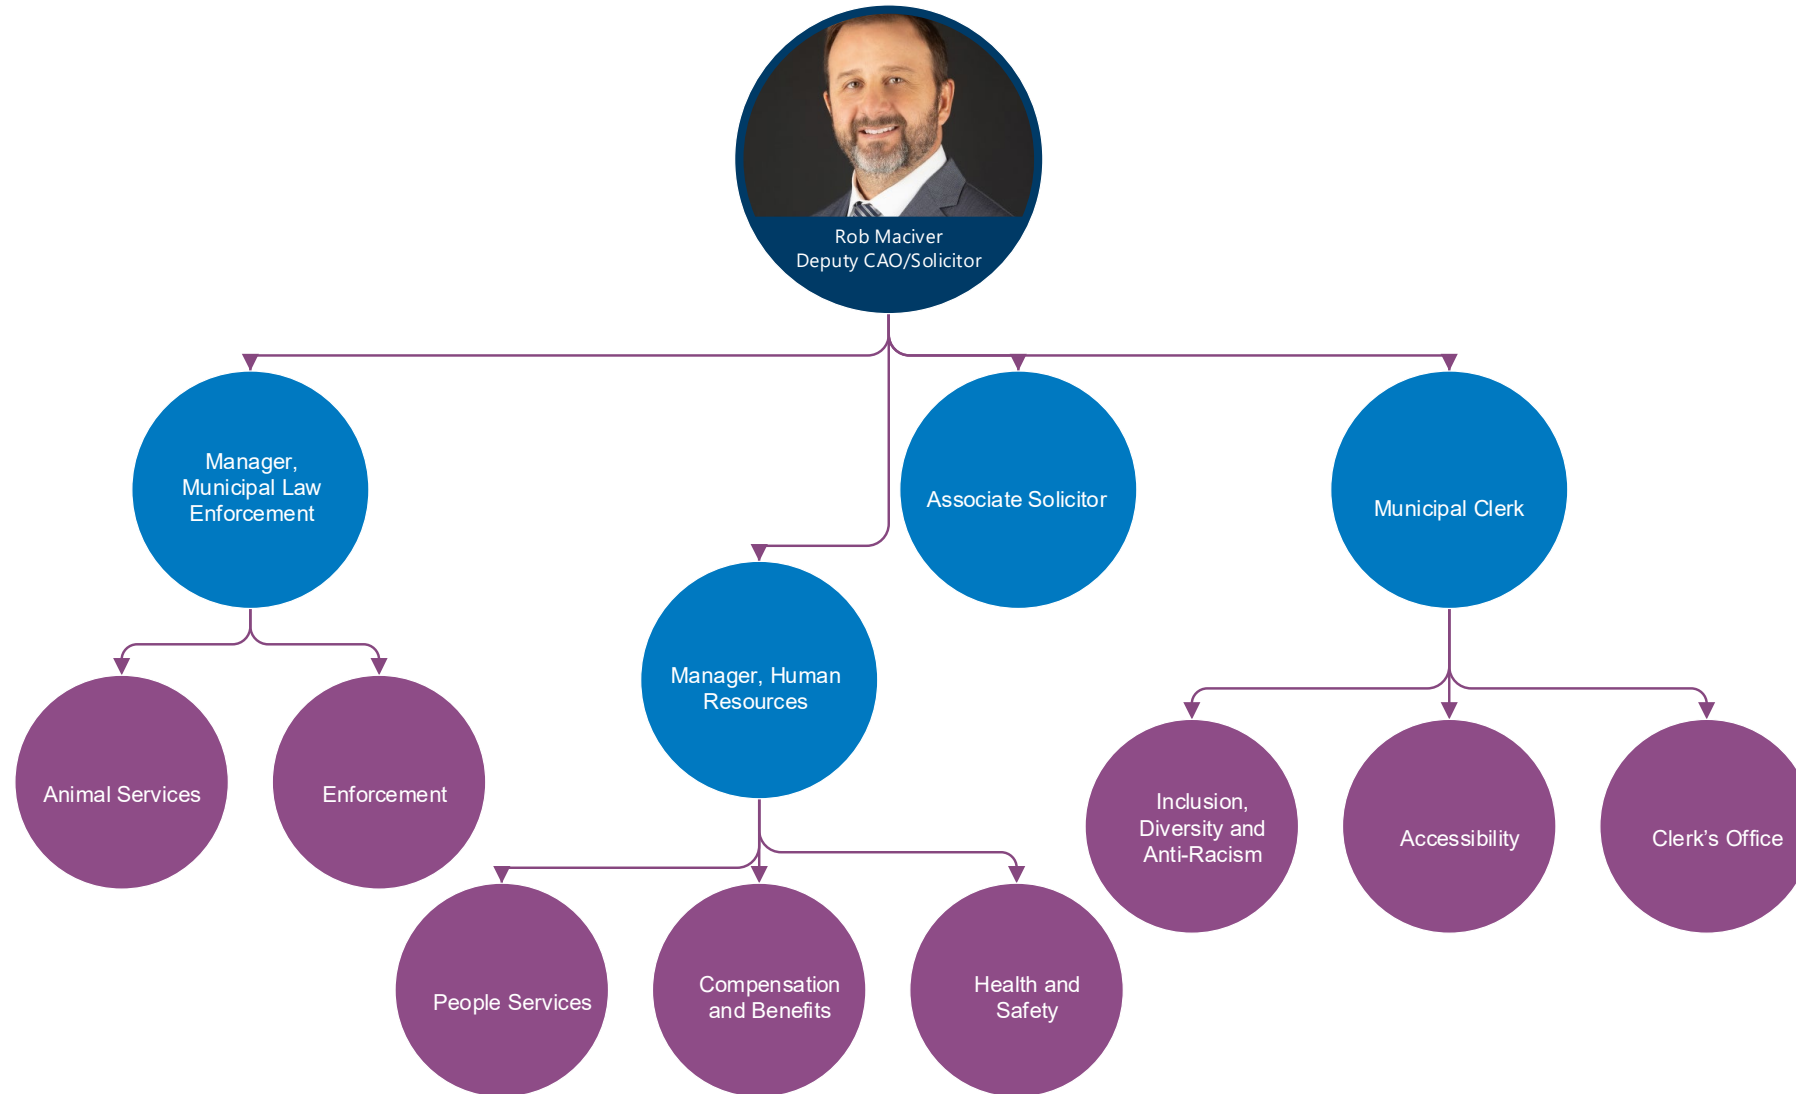 Rob Maciver
Deputy CAO/Solicitor
Manager,
Municipal Law
Enforcement
Associate Solicitor
Municipal Clerk
Manager, Human
Resources
Animal Services
Enforcement
Inclusion,
Diversity and
Anti-Racism
Accessibility
Clerk’s Office
People Services
Compensation
and Benefits
Health and
Safety